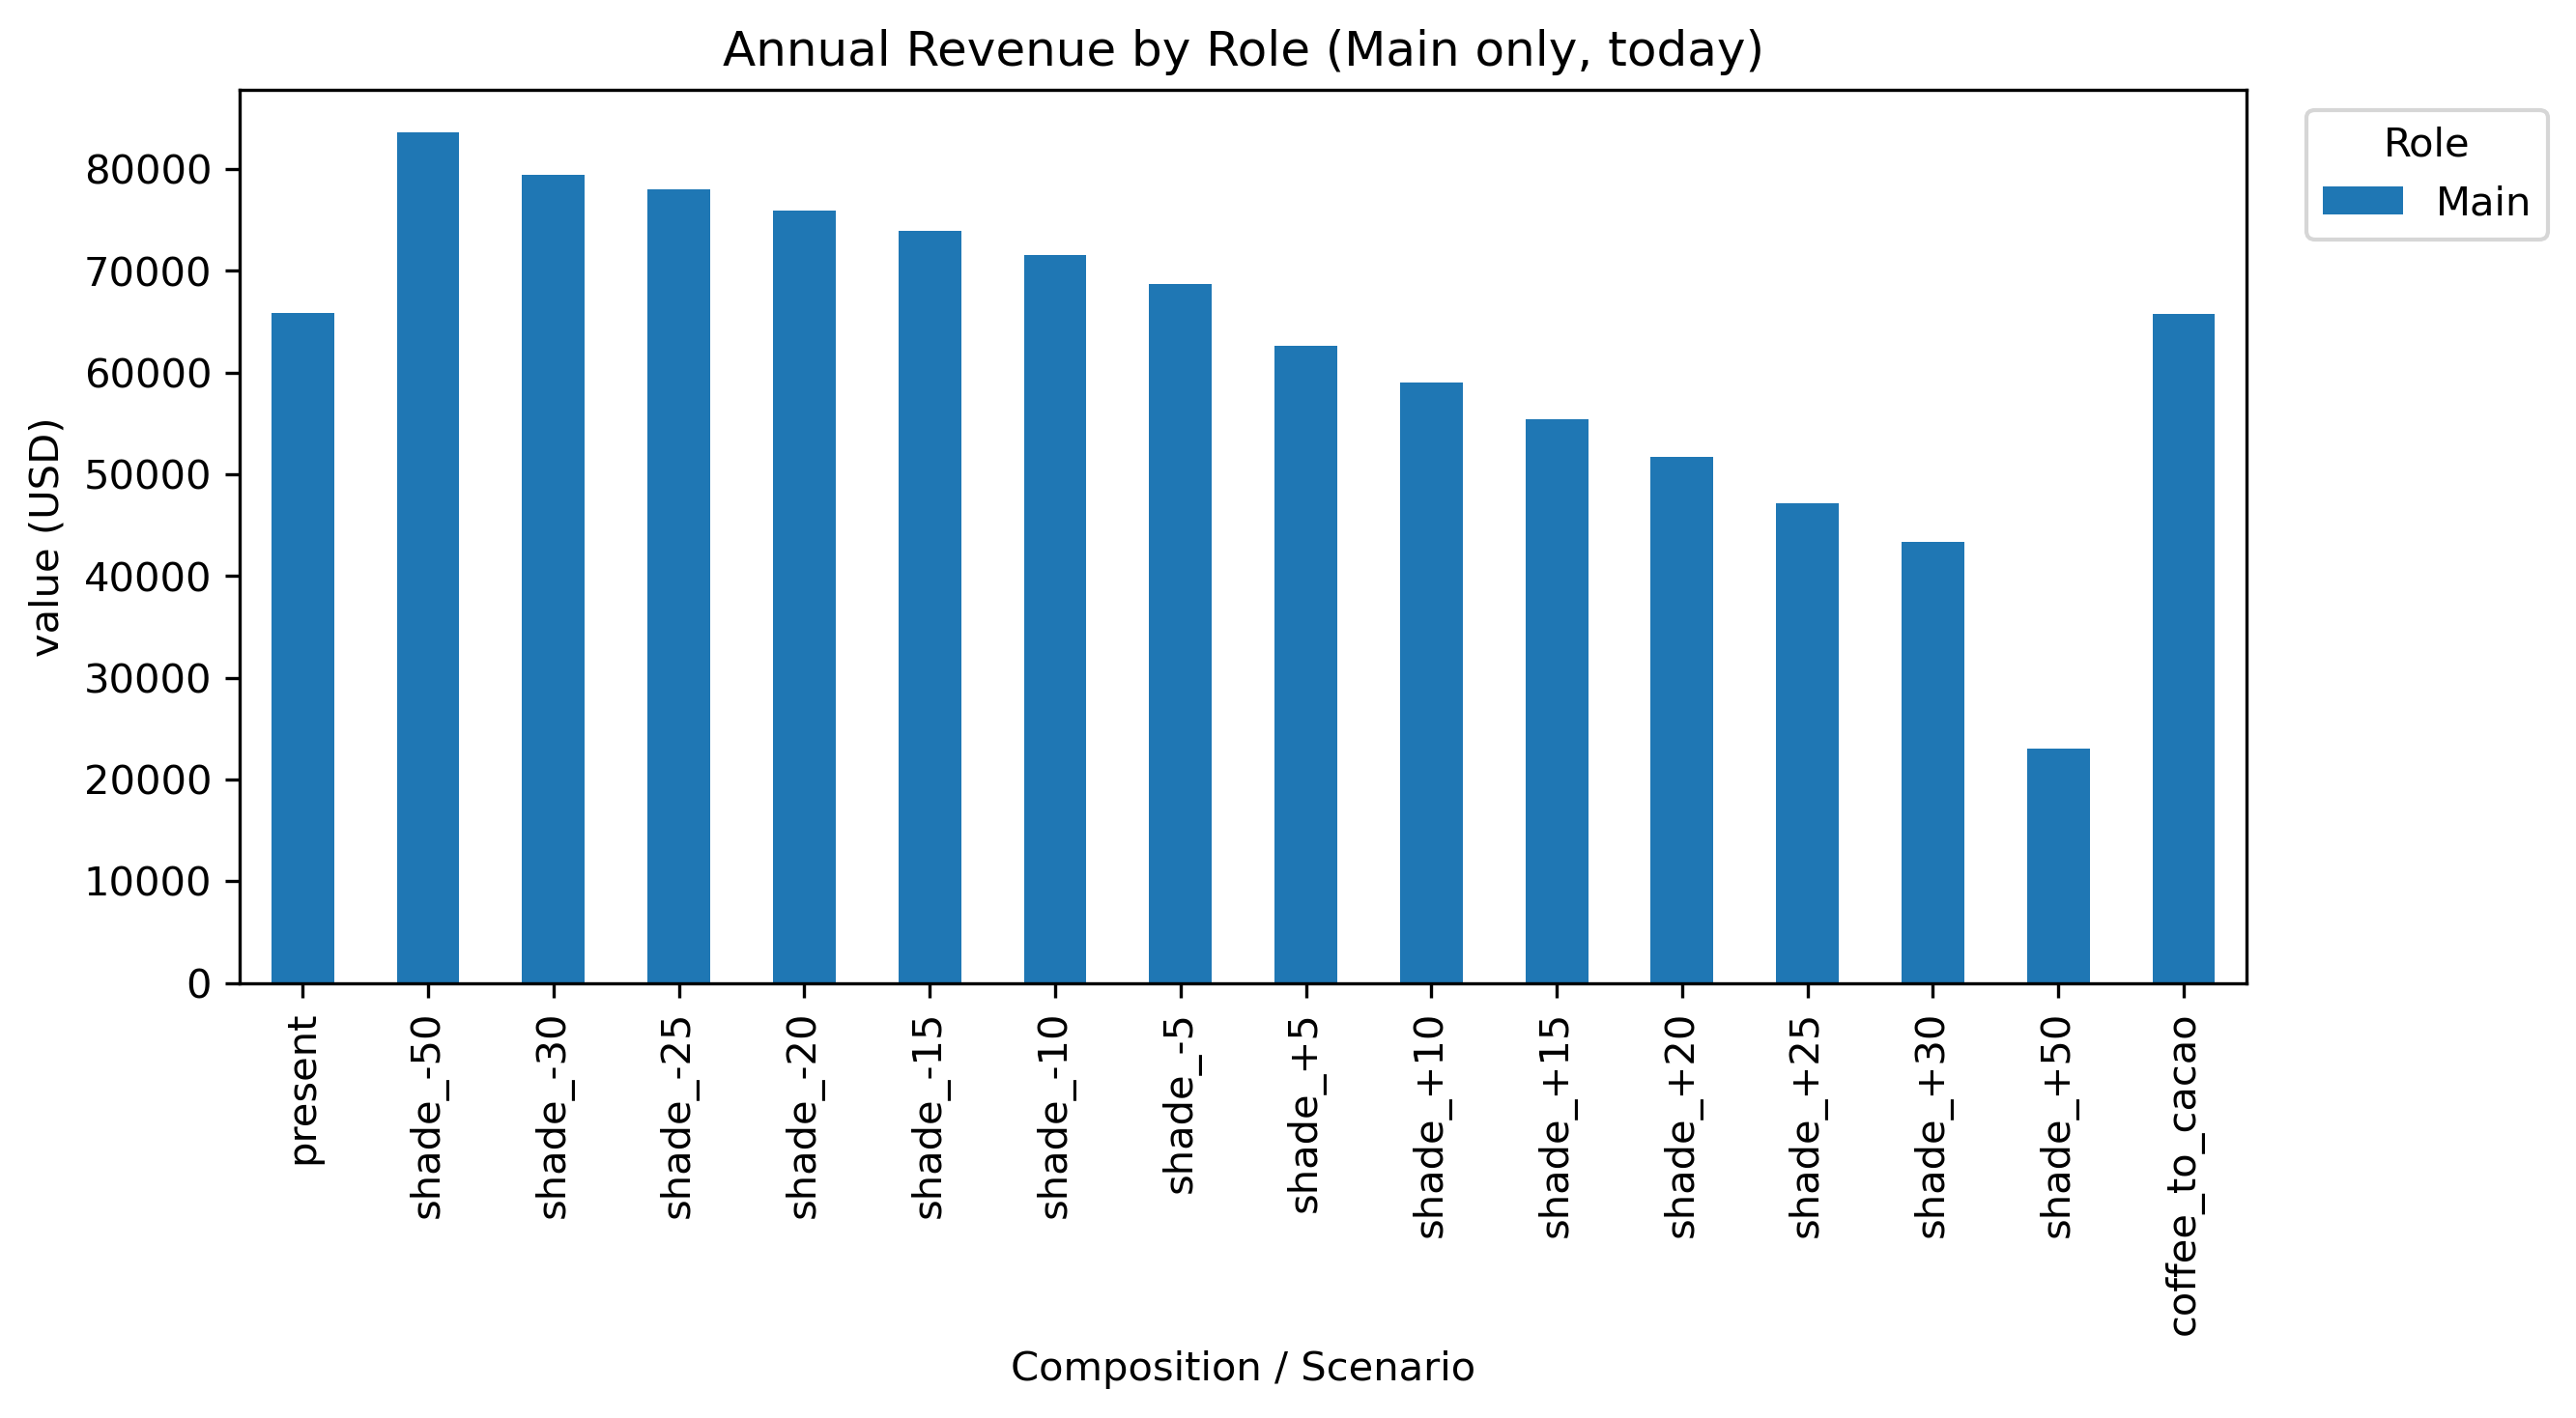 Annual Revenue by Role (Main only, today)
Role
Main
value (USD)
80000
70000
60000
50000
40000
30000
20000
10000
0
present
shade_-50
shade_-30
shade_-25
shade_-20
shade_-15
shade_-10
shade_-5
shade_+5
shade_+10
shade_+15
shade_+20
shade_+25
shade_+30
shade_+50
coffee_to_cacao
Composition / Scenario